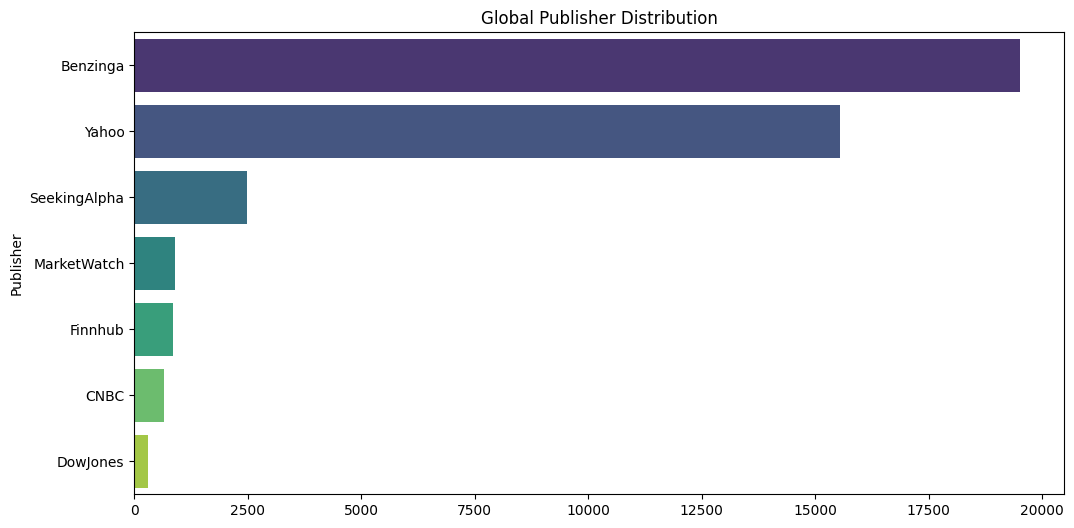 Global Publisher Distribution
Publisher
Benzinga
Yahoo
SeekingAlpha
MarketWatch
Finnhub
CNBC
DowJones
0 2500 5000 7500 10000 12500 15000 17500 20000